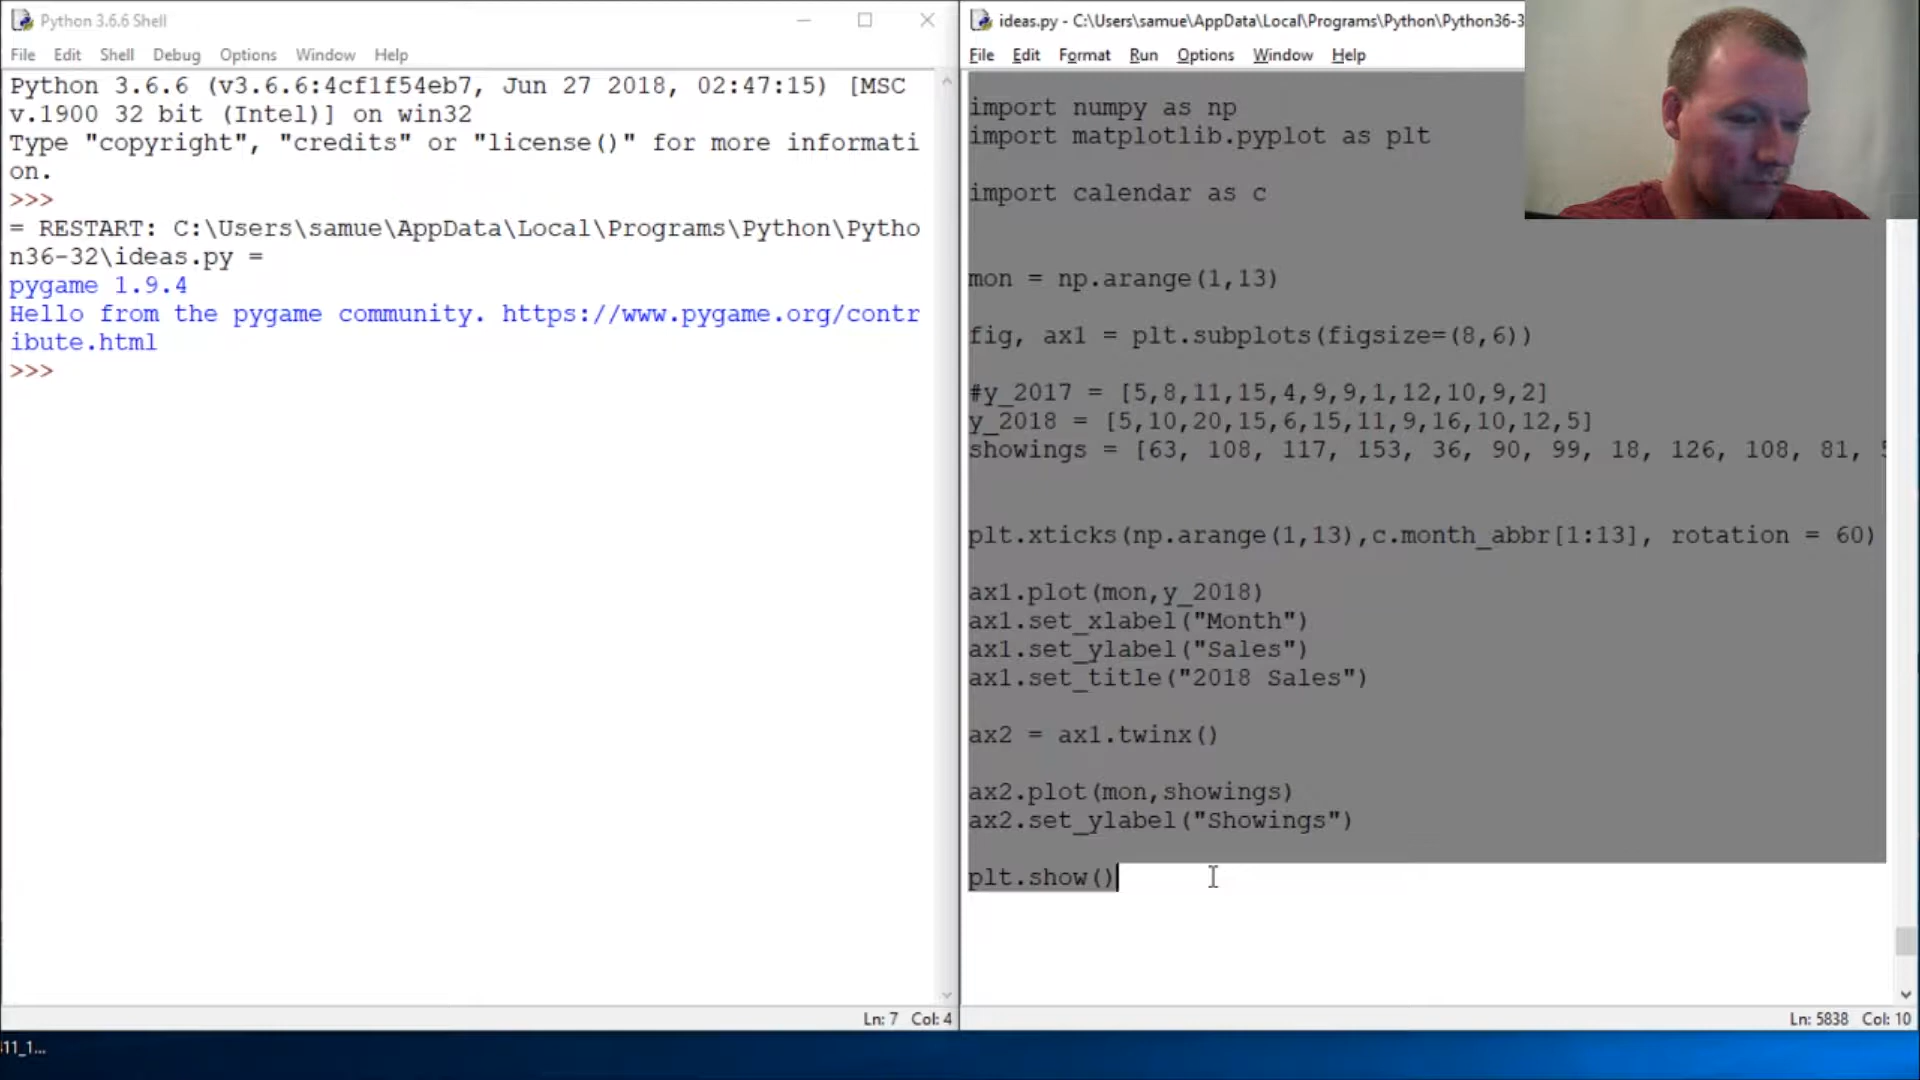 Python 3.6.6 Shell
File Edit Shell Debug Options Window Help
Python 3.6.6 (v3.6.6:4cf1f54eb7, Jun 27 2018, 02:47:15) [MSC
v.1900 32 bit (Intel)] on win32
Type "copyright", "credits" or "license()" for more informati
on.
>>>
= RESTART: C:\Users\samue\AppData\Local\Programs\Python\Pytho
n36-32\ideas.py =
pygame 1.9.4
Hello from the pygame community. https://www.pygame.org/contr
ibute.html
>>>
Ln: 7 Col: 4
ideas.py - C:\Users\samue\AppData\Local\Programs\Python\Python36-3
File Edit Format Run Options Window Help
import numpy as np
import matplotlib.pyplot as plt
import calendar as c
mon = np.arange(1,13)
fig, ax1 = plt.subplots(figsize=(8,6))
#y_2017 = [5,8,11,15,4,9,9,1,12,10,9,2]
y_2018 = [5,10,20,15,6,15,11,9,16,10,12,5]
showings = [63, 108, 117, 153, 36, 90, 99, 18, 126, 108, 81,
plt.xticks(np.arange(1,13),c.month_abbr[1:13], rotation = 60)
ax1.plot(mon,y_2018)
ax1.set_xlabel("Month")
ax1.set_ylabel("Sales")
ax1.set_title("2018 Sales")
ax2 = ax1.twinx()
ax2.plot(mon,showings)
ax2.set_ylabel("Showings")
plt.show()
Ln: 5838 Col: 10
11_1...